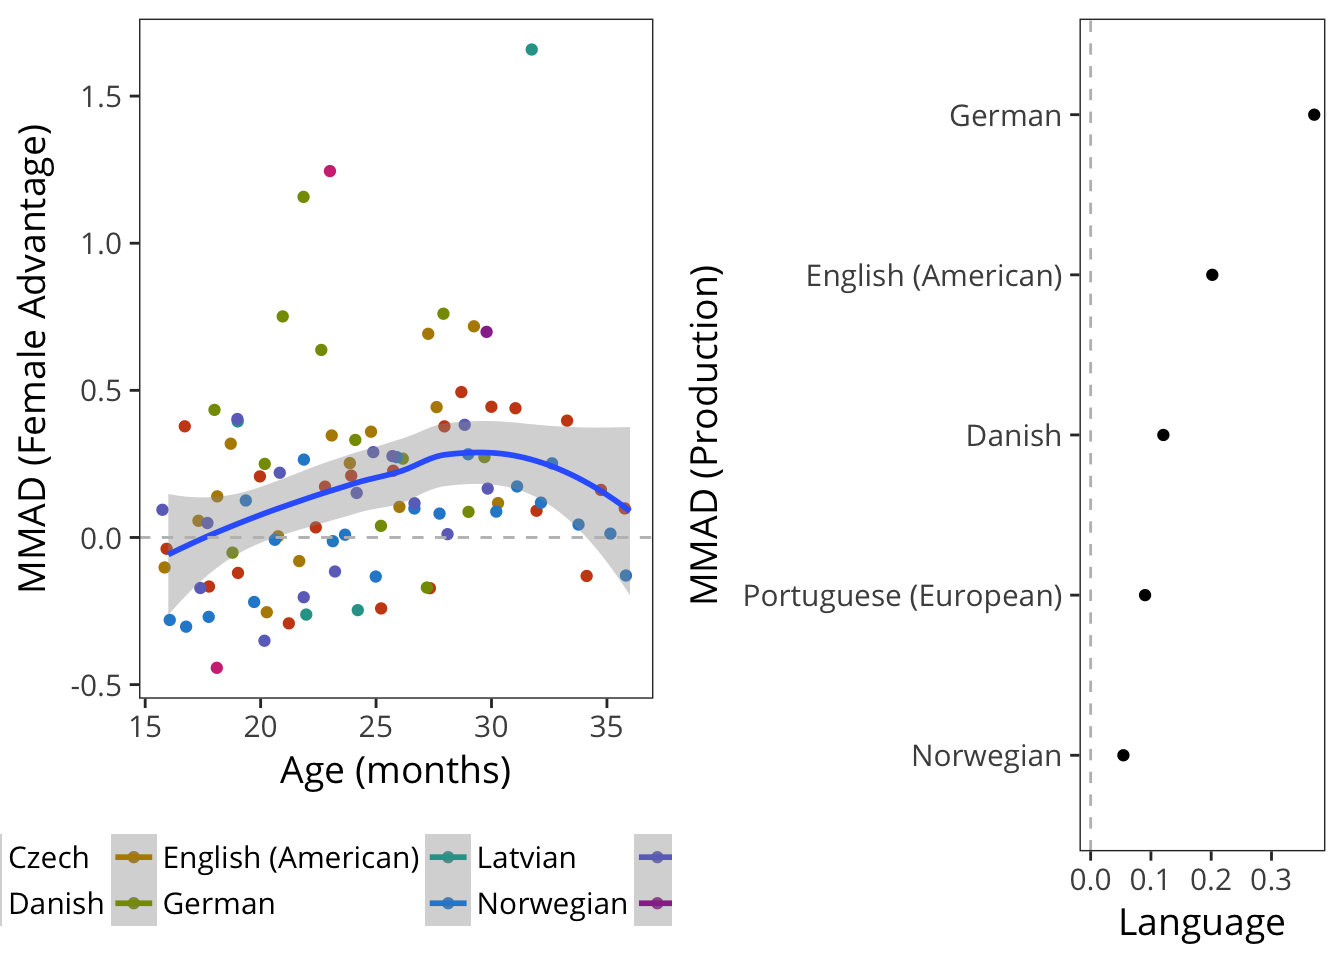 MMAD (Female Advantage)
1.5
1.0
0.5
0.0
-0.5
15 20 25 30 35
Age (months)
Czech English (American) Latvian
Danish German Norwegian
MMAD (Production)
German
English (American)
Danish
Portuguese (European)
Norwegian
0.0 0.1 0.2 0.3
Language